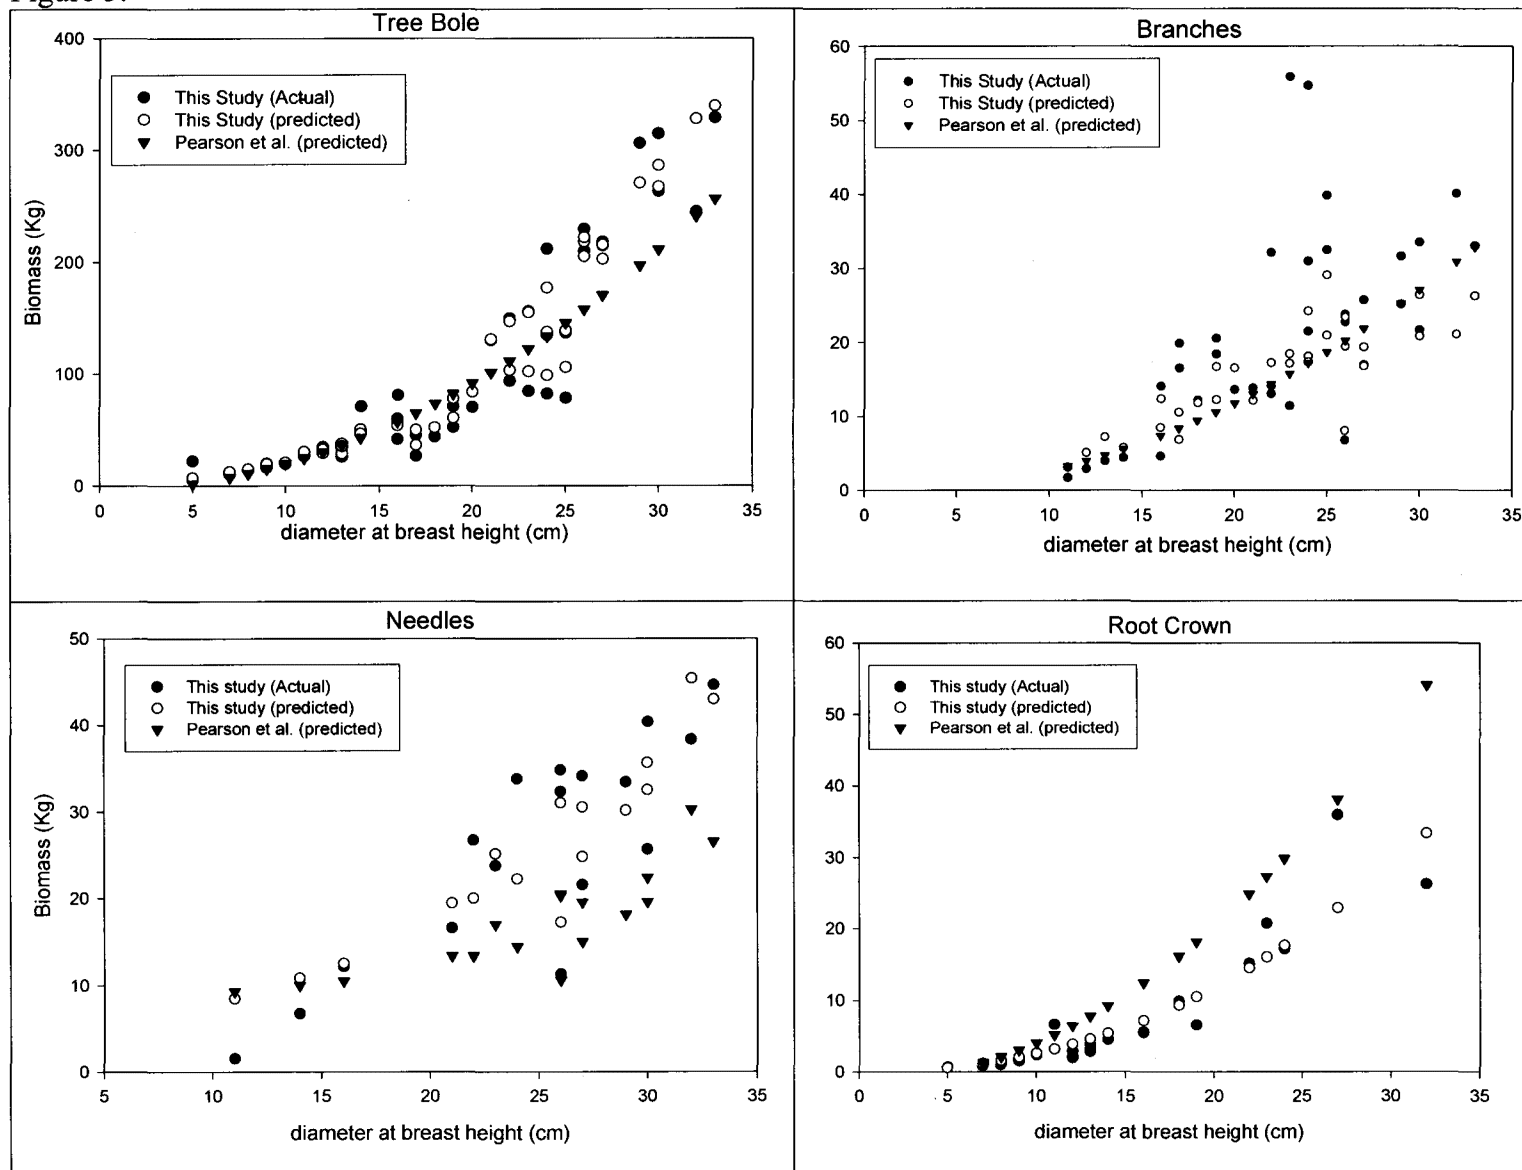 Tree Bole
400
300
200
100
0
Biomass (Kg)
This Study (Actual)
This Study (predicted)
Pearson et al. (predicted)
0 5 10 15 20 25 30 35
diameter at breast height (cm)
Branches
60
50
40
30
20
10
0
This Study (Actual)
This Study (predicted)
Pearson et al. (predicted)
0 5 10 15 20 25 30 35
diameter at breast height (cm)
Needles
50
40
30
20
10
0
Biomass (Kg)
This study (Actual)
This study (predicted)
Pearson et al. (predicted)
5 10 15 20 25 30 35
diameter at breast height (cm)
Root Crown
60
50
40
30
20
10
0
This study (Actual)
This study (predicted)
Pearson et al. (predicted)
0 5 10 15 20 25 30 35
diameter at breast height (cm)